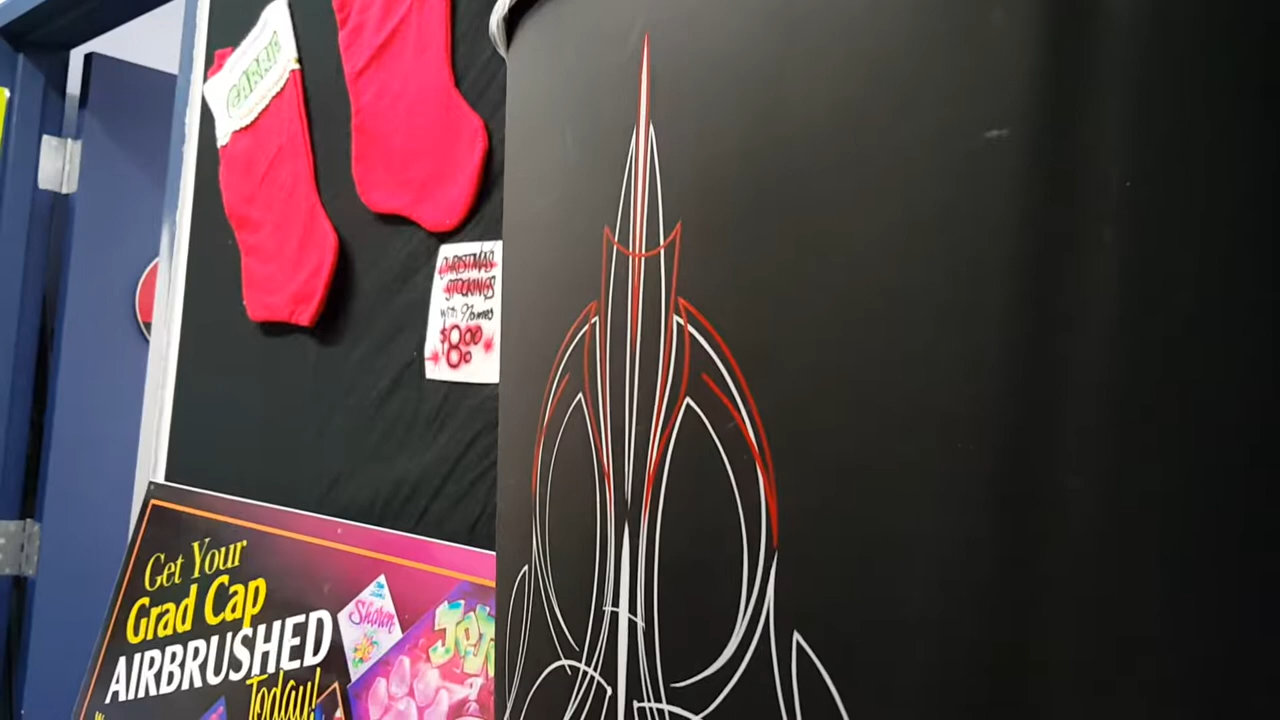 CARRIE
CHRISTMAS
STOCKINGS
with Names
$8.00
Get Your
Grad Cap
AIRBRUSHED
Today!
Sharon